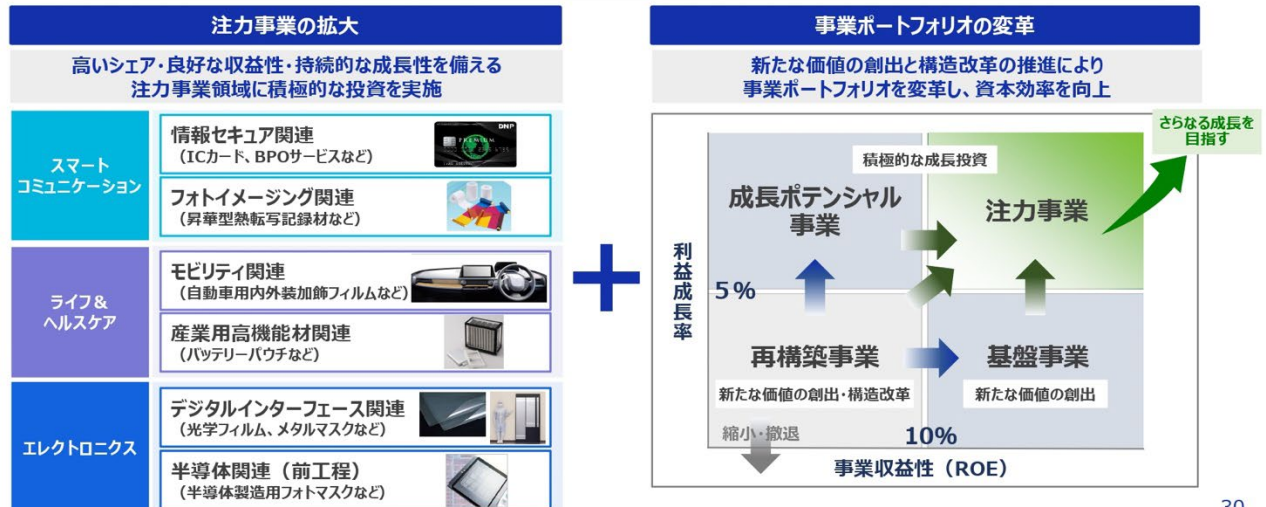 注力事業の拡大
高いシェア・良好な収益性・持続的な成長性を備える
注力事業領域に積極的な投資を実施
スマート
コミュニケーション
情報セキュア関連
（ICカード、BPOサービスなど）
DNP
PREMIUM
フォトイメージング関連
（昇華型熱転写記録材など）
ライフ＆
ヘルスケア
モビリティ関連
（自動車用内外装加飾フィルムなど）
産業用高機能材関連
（バッテリーパウチなど）
エレクトロニクス
デジタルインターフェース関連
（光学フィルム、メタルマスクなど）
半導体関連（前工程）
（半導体製造用フォトマスクなど）
+
事業ポートフォリオの変革
新たな価値の創出と構造改革の推進により
事業ポートフォリオを変革し、資本効率を向上
さらなる成長を
目指す
積極的な成長投資
成長ポテンシャル
事業
注力事業
利益成長率
5%
再構築事業
基盤事業
新たな価値の創出・構造改革
新たな価値の創出
縮小・撤退
10%
事業収益性（ROE）
30